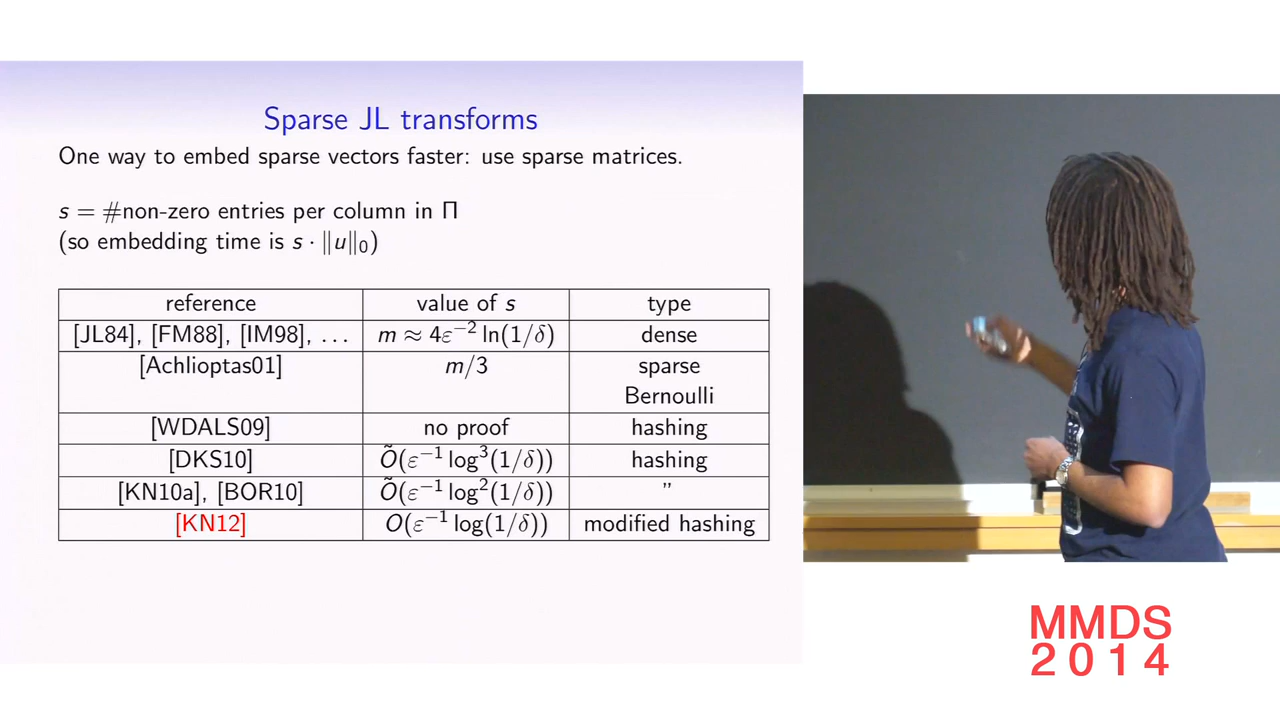 Sparse JL transforms
One way to embed sparse vectors faster: use sparse matrices.
s = #non-zero entries per column in Π
(so embedding time is s · ‖u‖₀)
reference value of s type
[JL84], [FM88], [IM98], ... m ≈ 4ε⁻² ln(1/δ) dense
[Achlioptas01] m/3 sparse
Bernoulli
[WDALS09] no proof hashing
[DKS10] Õ(ε⁻¹ log³(1/δ)) hashing
[KN10a], [BOR10] Õ(ε⁻¹ log²(1/δ)) ”
[KN12] O(ε⁻¹ log(1/δ)) modified hashing
MMDS
2014